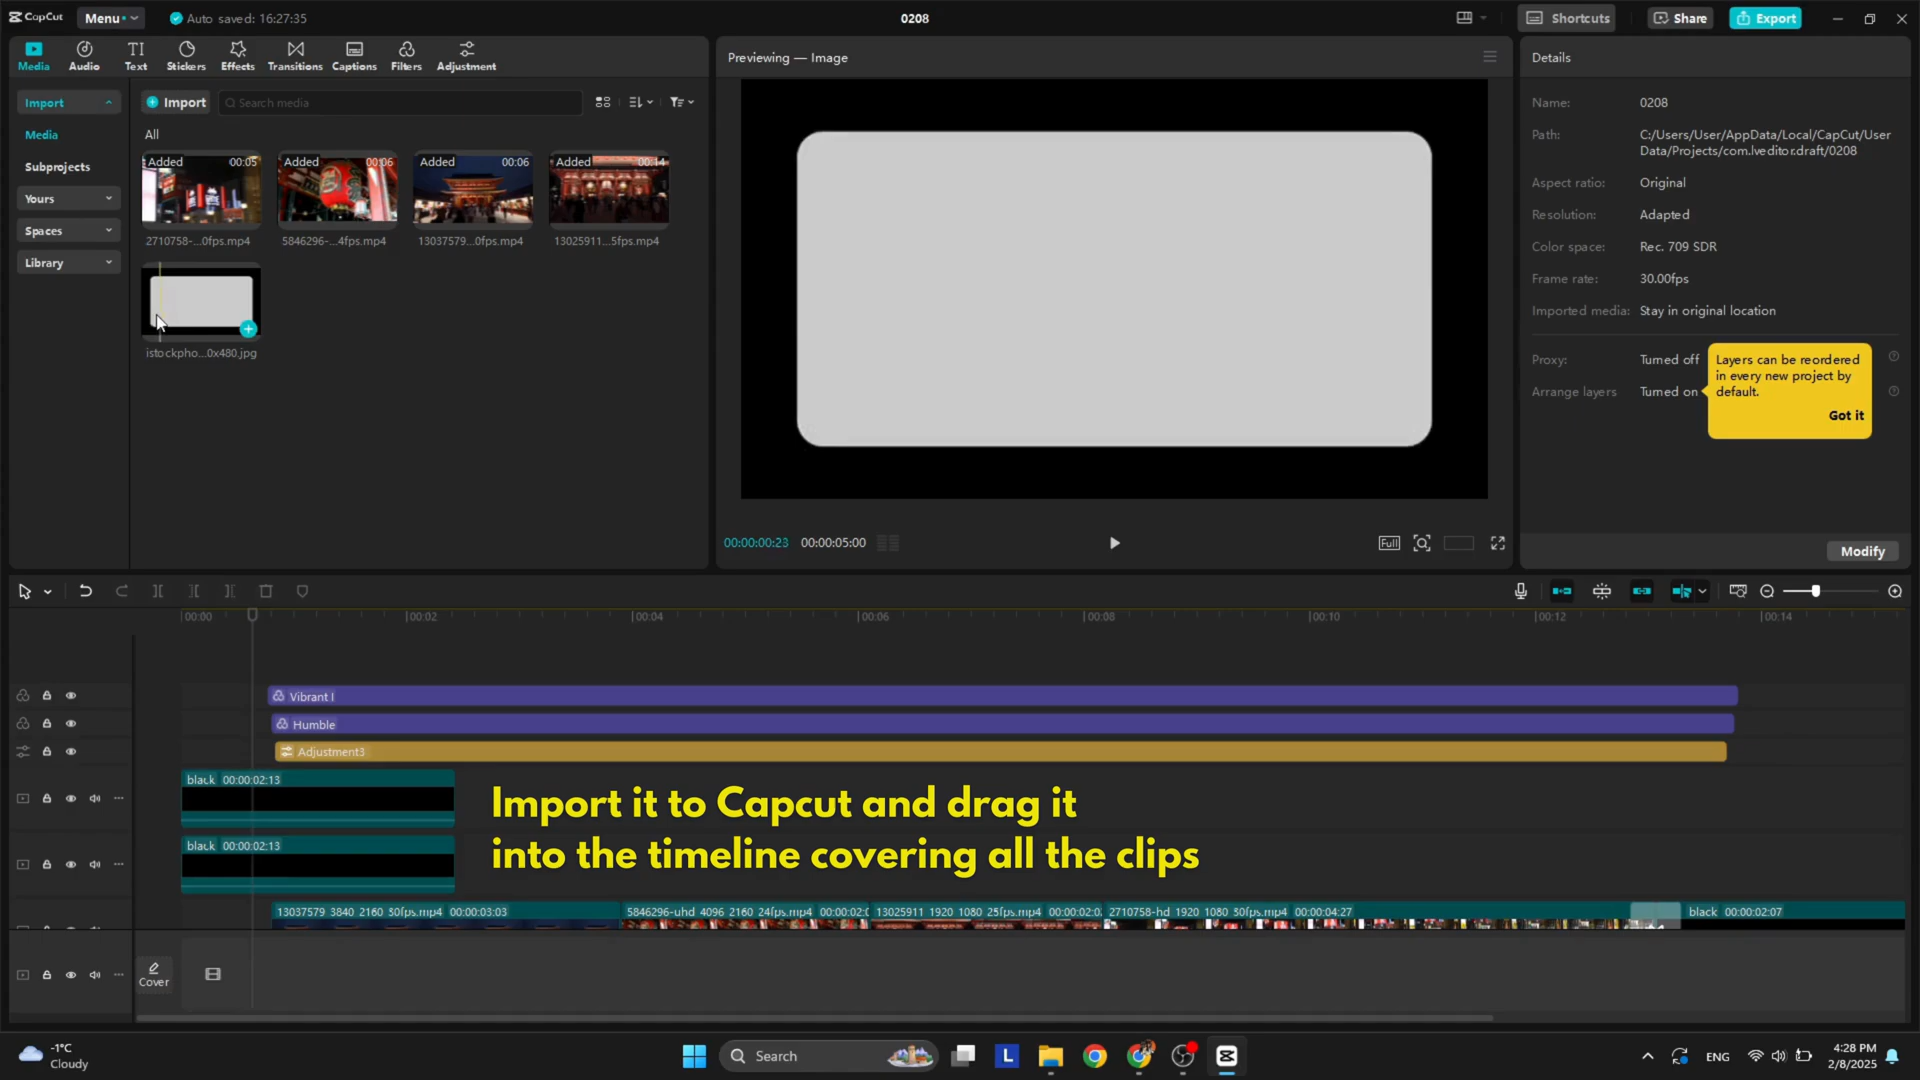 CapCut
Menu
Auto saved: 16:27:35
0208
Shortcuts
Share
Export
Media
Audio
Text
Stickers
Effects
Transitions
Captions
Filters
Adjustment
Import
Media
Subprojects
Yours
Spaces
Library
Import
Search media
All
Added 00:05
Added 00:06
Added 00:06
Added 00:14
2710758-...0fps.mp4
5846296-...4fps.mp4
13037579...0fps.mp4
13025911...5fps.mp4
istockpho...0x480.jpg
Previewing — Image
00:00:00:23 00:00:05:00
Full
Details
Name: 0208
Path: C:/Users/User/AppData/Local/CapCut/User
Data/Projects/com.lveditor.draft/0208
Aspect ratio: Original
Resolution: Adapted
Color space: Rec. 709 SDR
Frame rate: 30.00fps
Imported media: Stay in original location
Proxy: Turned off
Arrange layers Turned on
Layers can be reordered
in every new project by
default.
Got it
Modify
00:00
00:02
00:04
00:06
00:08
00:10
00:12
00:14
Vibrant I
Humble
Adjustment3
black 00:00:02:13
black 00:00:02:13
Import it to Capcut and drag it
into the timeline covering all the clips
13037579 3840 2160 30fps.mp4 00:00:03:03
5846296-uhd 4096 2160 24fps.mp4 00:00:02:0
13025911 1920 1080 25fps.mp4 00:00:02:0
2710758-hd 1920 1080 30fps.mp4 00:00:04:27
black 00:00:02:07
Cover
-1°C
Cloudy
Search
L
ENG
4:28 PM
2/8/2025